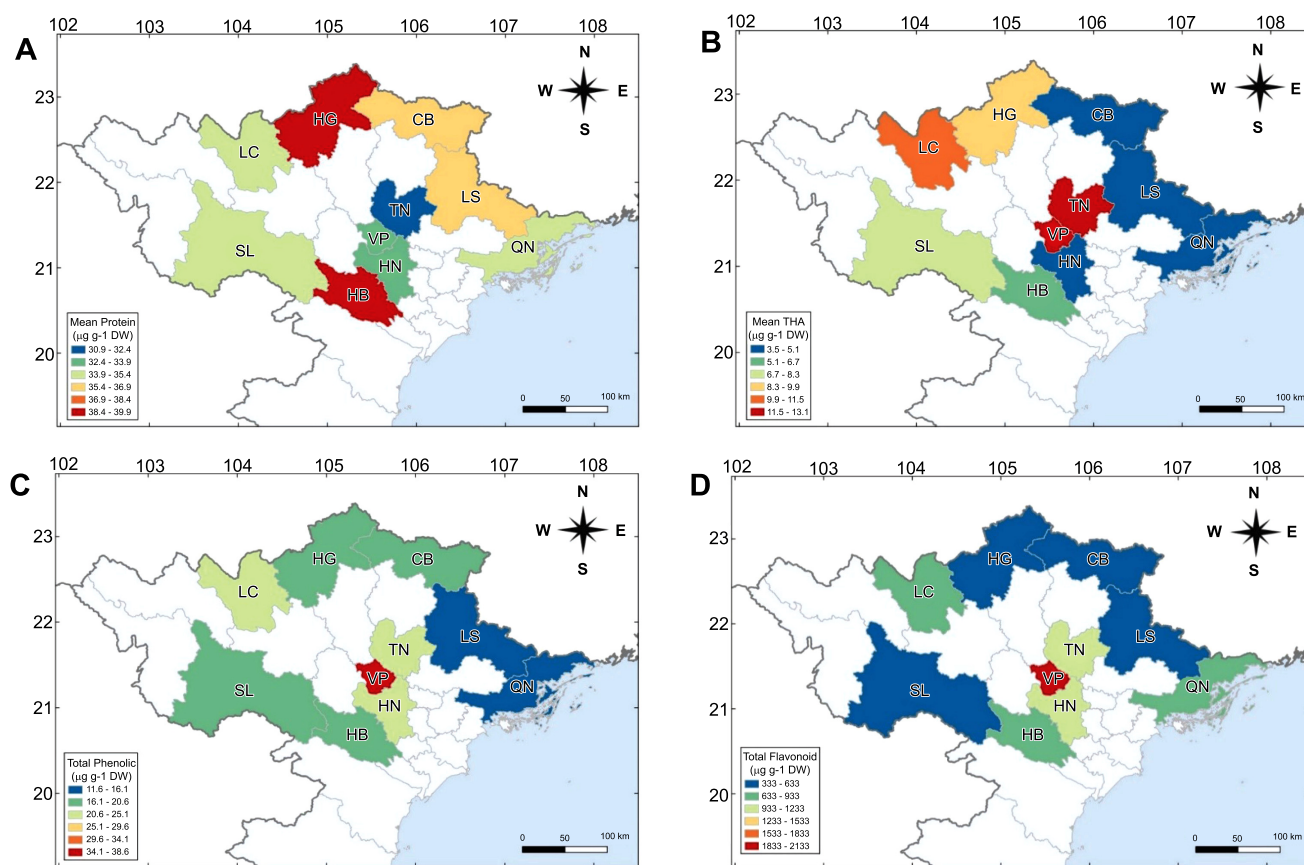 102 103 104 105 106 107 108
A
N
W E
S
23
22
21
20
HG
CB
LC
LS
TN
VP
QN
SL
HN
HB
Mean Protein
(µg g-1 DW)
30.9 - 32.4
32.4 - 33.9
33.9 - 35.4
35.4 - 36.9
36.9 - 38.4
38.4 - 39.9
0 50 100 km
102 103 104 105 106 107 108
B
N
W E
S
23
22
21
20
HG
CB
LC
LS
TN
VP
QN
SL
HN
HB
Mean THA
(µg g-1 DW)
3.5 - 5.1
5.1 - 6.7
6.7 - 8.3
8.3 - 9.9
9.9 - 11.5
11.5 - 13.1
0 50 100 km
102 103 104 105 106 107 108
C
N
W E
S
23
22
21
20
HG
CB
LC
LS
TN
VP
QN
SL
HN
HB
Total Phenolic
(µg g-1 DW)
11.6 - 16.1
16.1 - 20.6
20.6 - 25.1
25.1 - 29.6
29.6 - 34.1
34.1 - 38.6
0 50 100 km
102 103 104 105 106 107 108
D
N
W E
S
23
22
21
20
HG
CB
LC
LS
TN
VP
QN
SL
HN
HB
Total Flavonoid
(µg g-1 DW)
333 - 633
633 - 933
933 - 1233
1233 - 1533
1533 - 1833
1833 - 2133
0 50 100 km